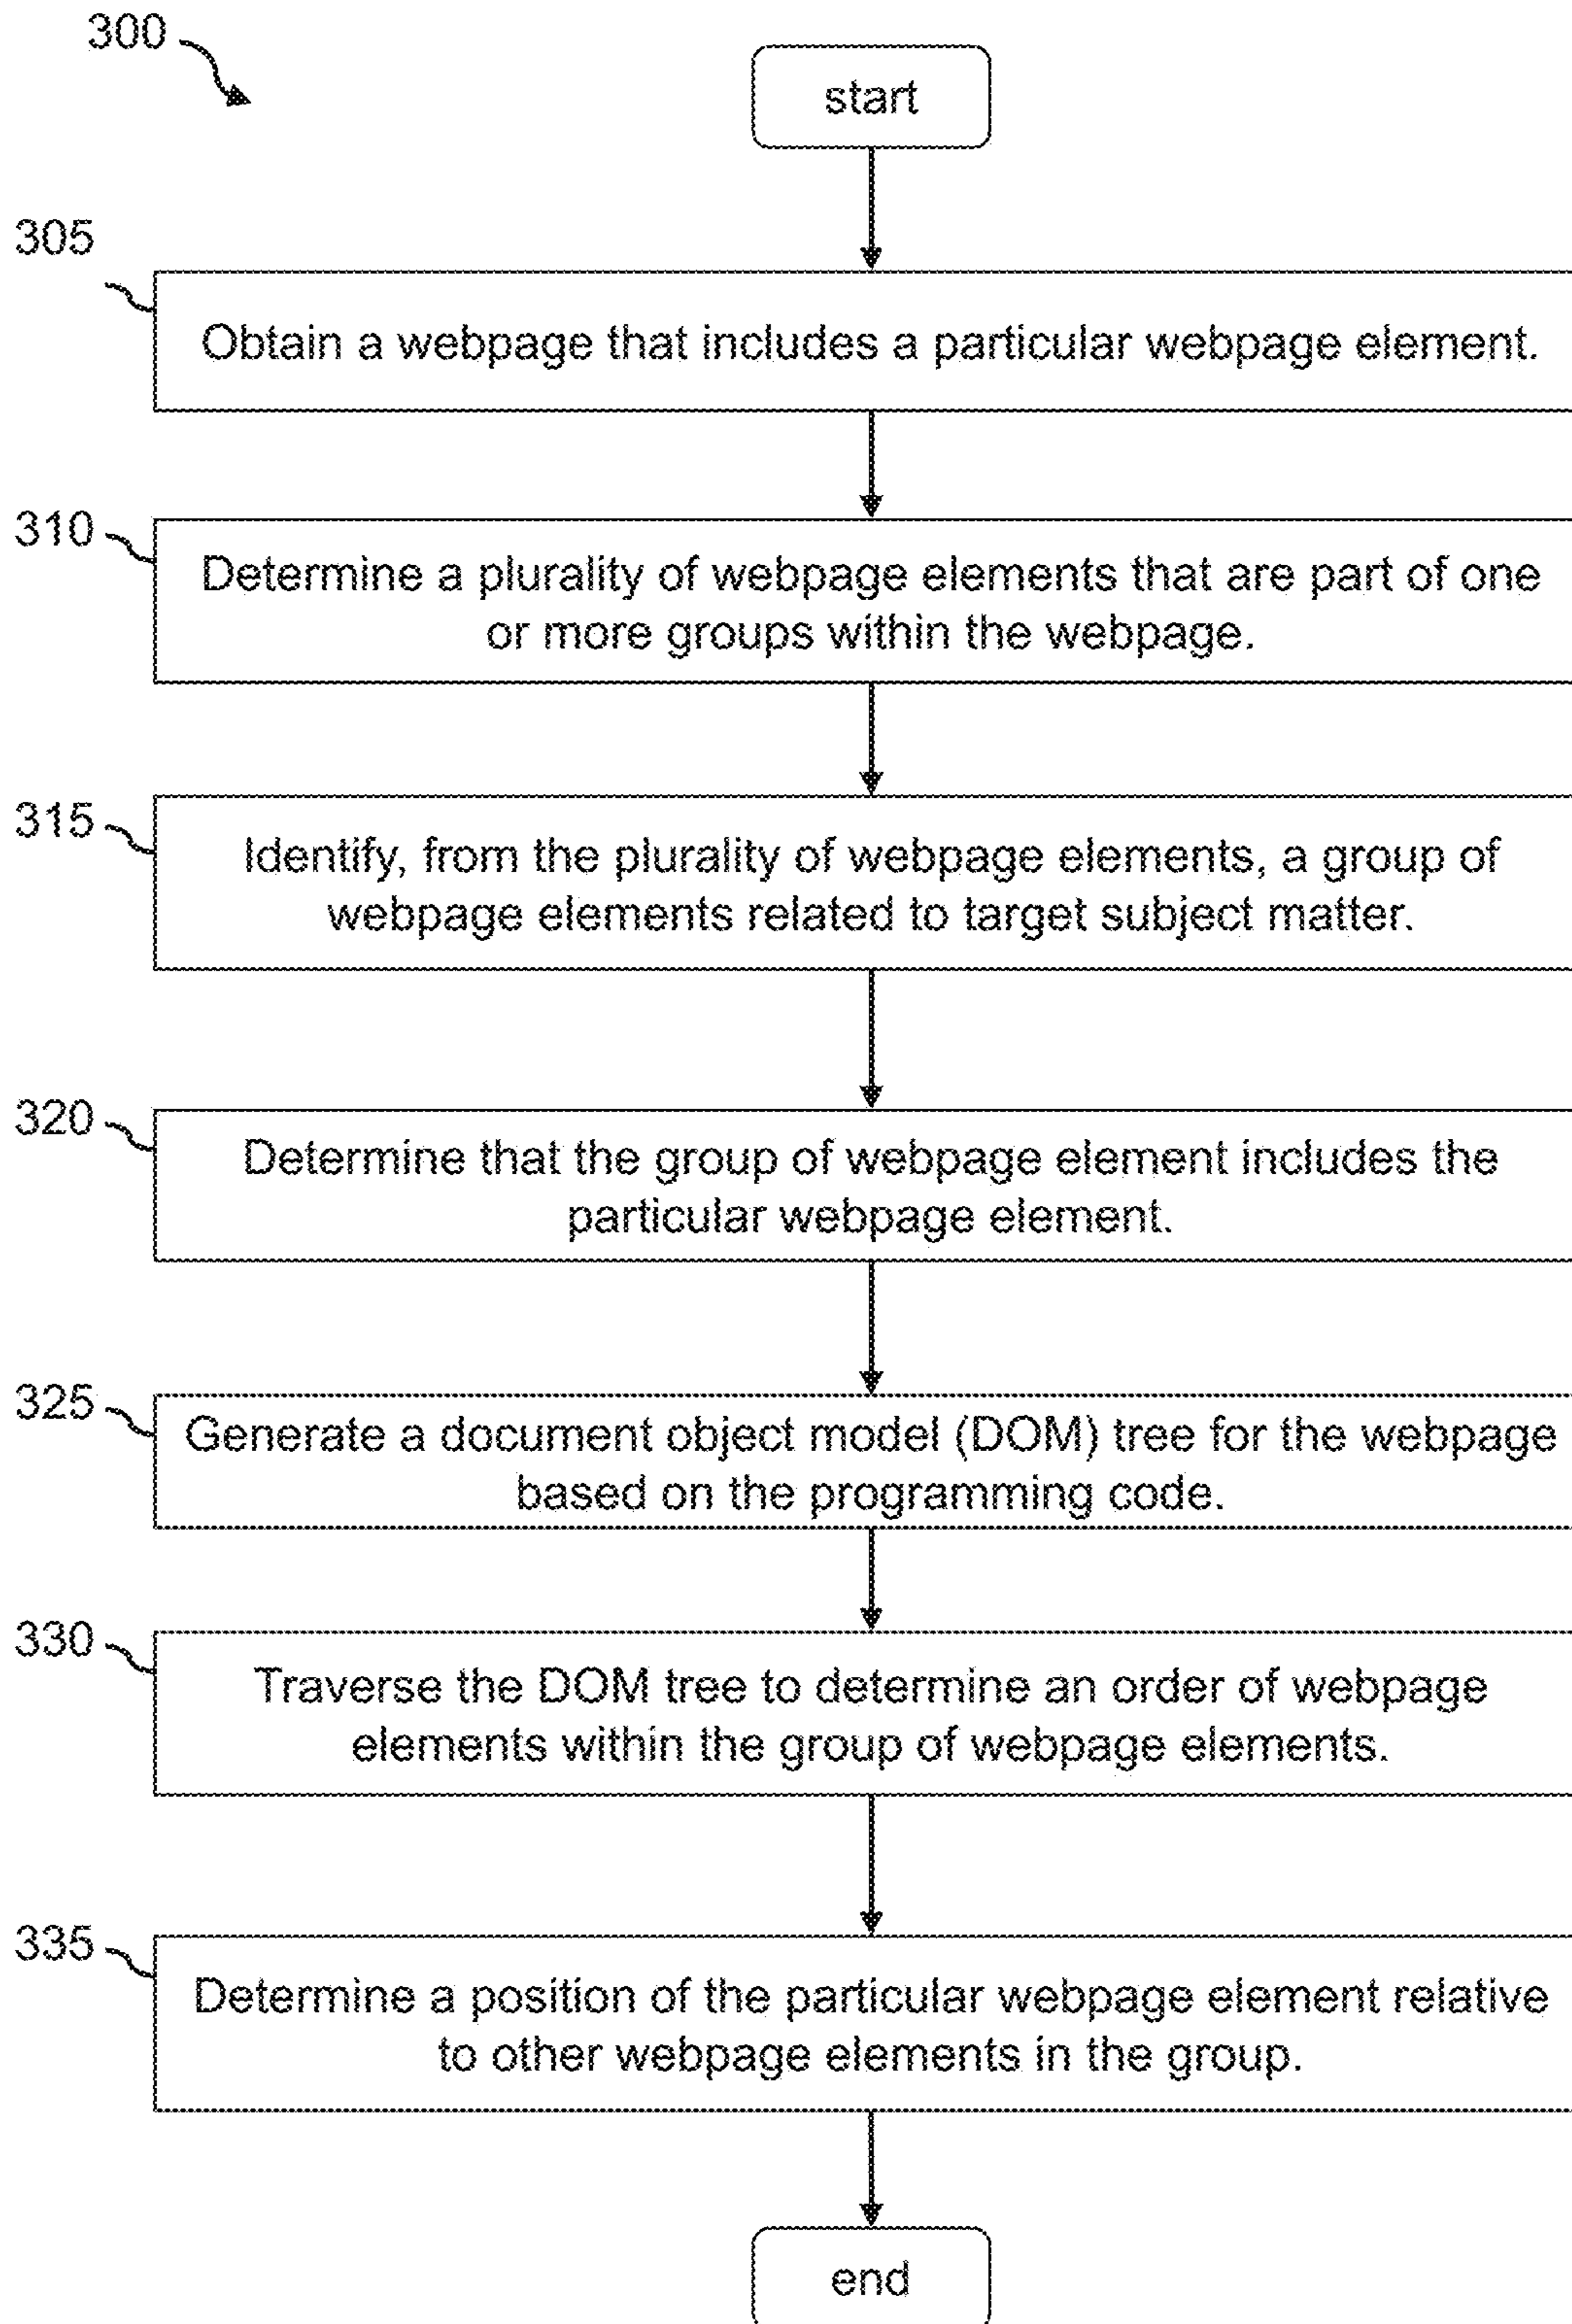 300
start
305
Obtain a webpage that includes a particular webpage element.
310
Determine a plurality of webpage elements that are part of one
or more groups within the webpage.
315
Identify, from the plurality of webpage elements, a group of
webpage elements related to target subject matter.
320
Determine that the group of webpage element includes the
particular webpage element.
325
Generate a document object model (DOM) tree for the webpage
based on the programming code.
330
Traverse the DOM tree to determine an order of webpage
elements within the group of webpage elements.
335
Determine a position of the particular webpage element relative
to other webpage elements in the group.
end